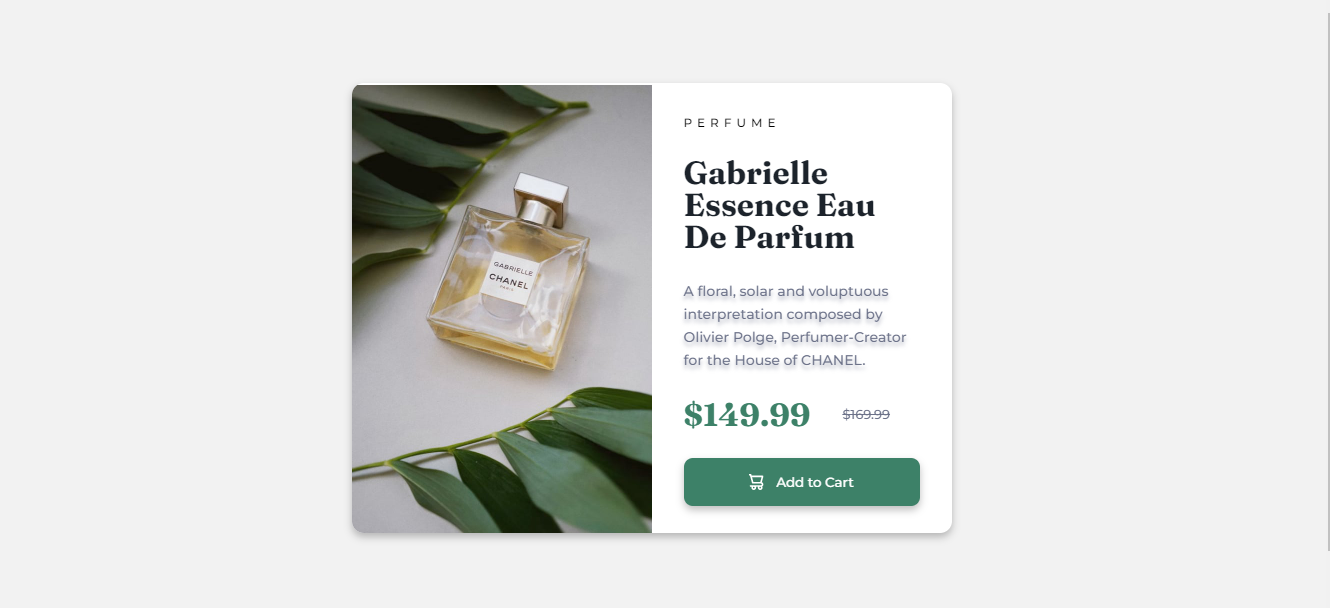 GABRIELLE
CHANEL
PARIS
PERFUME
Gabrielle
Essence Eau
De Parfum
A floral, solar and voluptuous
interpretation composed by
Olivier Polge, Perfumer-Creator
for the House of CHANEL.
$149.99 $169.99
Add to Cart